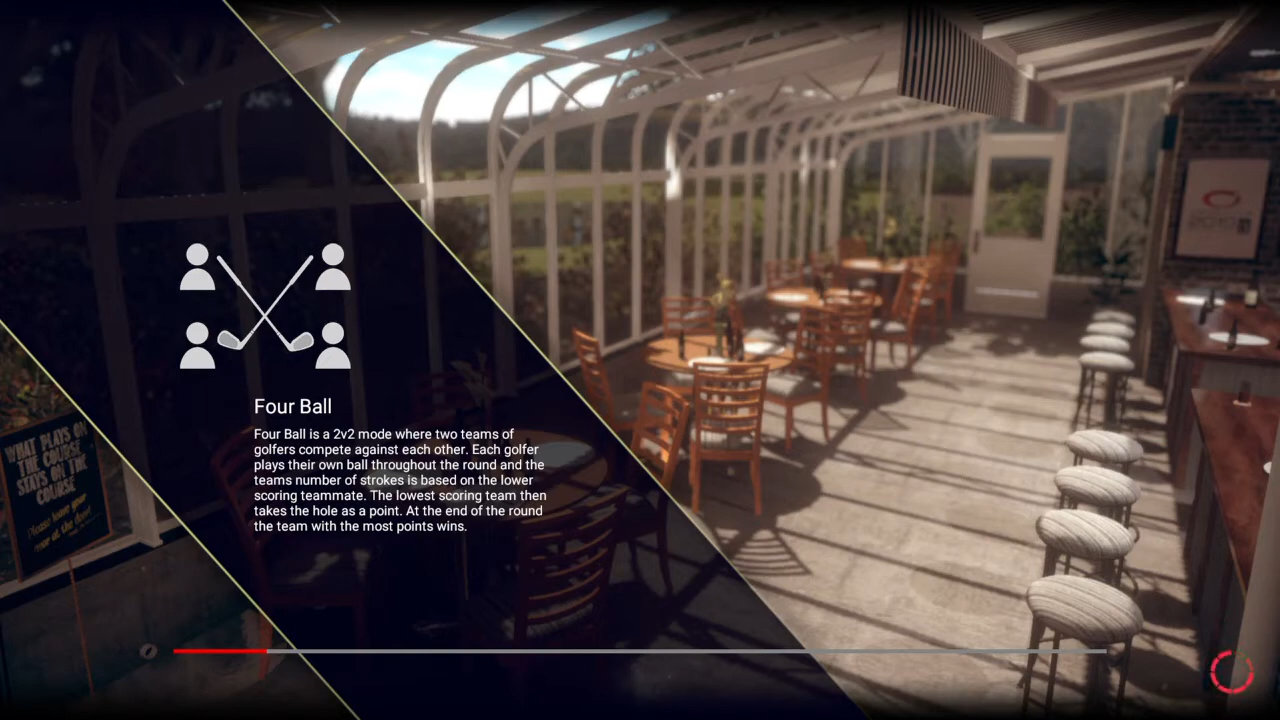 WHAT PLAYS ON
THE COURSE
STAYS ON THE
COURSE
Please leave your
Four Ball
Four Ball is a 2v2 mode where two teams of
golfers compete against each other. Each golfer
plays their own ball throughout the round and the
teams number of strokes is based on the lower
scoring teammate. The lowest scoring team then
takes the hole as a point. At the end of the round
the team with the most points wins.